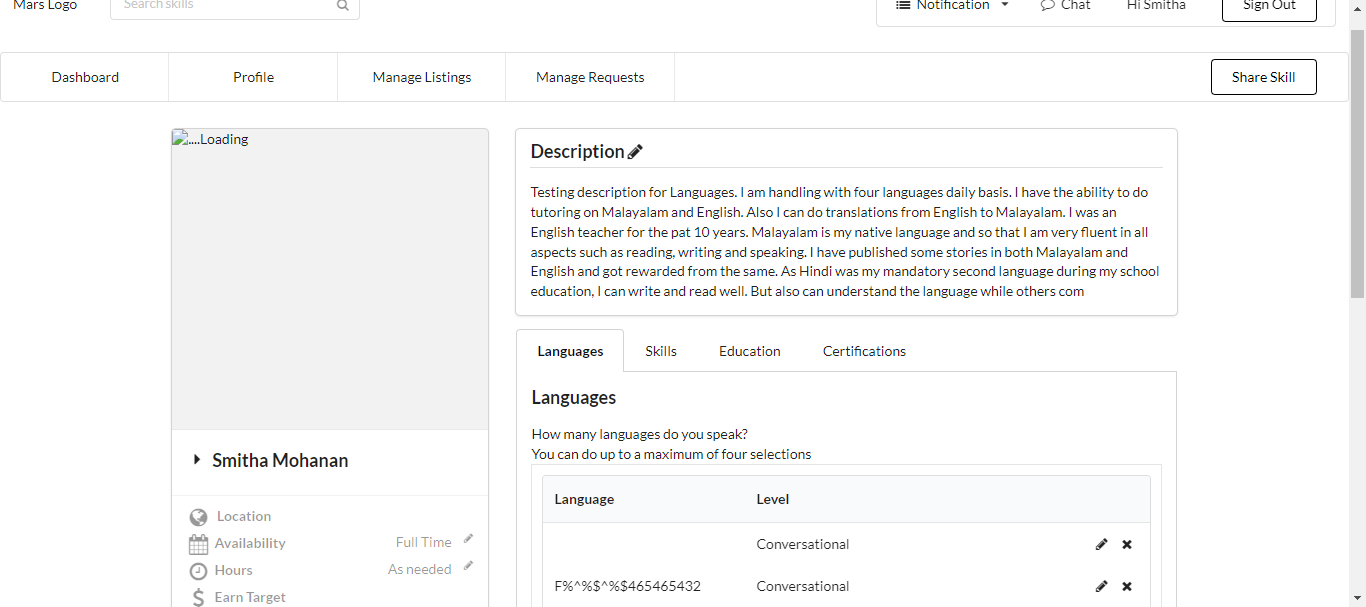 Mars Logo
Search skills
Notification
Chat
Hi Smitha
Sign Out
Dashboard
Profile
Manage Listings
Manage Requests
Share Skill
....Loading
Smitha Mohanan
Location
Availability Full Time
Hours As needed
Earn Target
Description
Testing description for Languages. I am handling with four languages daily basis. I have the ability to do
tutoring on Malayalam and English. Also I can do translations from English to Malayalam. I was an
English teacher for the pat 10 years. Malayalam is my native language and so that I am very fluent in all
aspects such as reading, writing and speaking. I have published some stories in both Malayalam and
English and got rewarded from the same. As Hindi was my mandatory second language during my school
education, I can write and read well. But also can understand the language while others com
Languages
Skills
Education
Certifications
Languages
How many languages do you speak?
You can do up to a maximum of four selections
Language Level
Conversational
F%^%$^%$465465432 Conversational